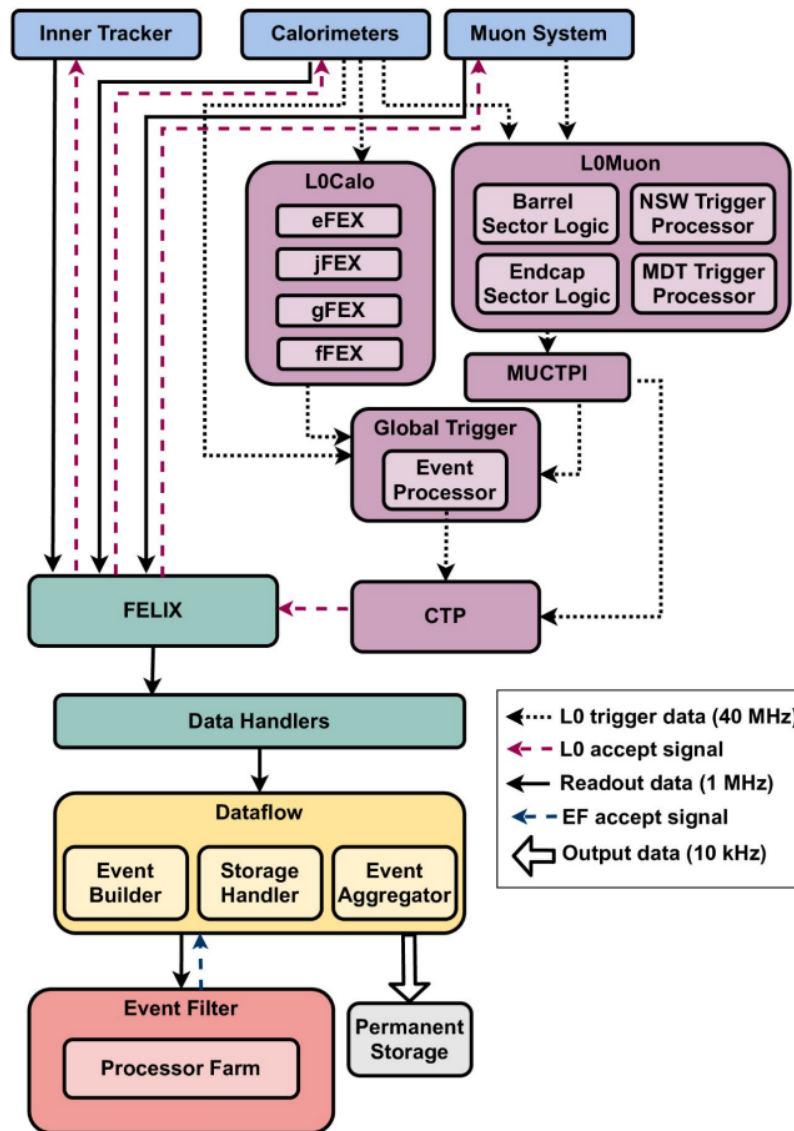 Inner Tracker
Calorimeters
Muon System
L0Calo
eFEX
jFEX
gFEX
fFEX
L0Muon
Barrel
Sector Logic
NSW Trigger
Processor
Endcap
Sector Logic
MDT Trigger
Processor
MUCTPI
Global Trigger
Event
Processor
FELIX
CTP
Data Handlers
L0 trigger data (40 MHz)
L0 accept signal
Readout data (1 MHz)
EF accept signal
Output data (10 kHz)
Dataflow
Event
Builder
Storage
Handler
Event
Aggregator
Event Filter
Processor Farm
Permanent
Storage